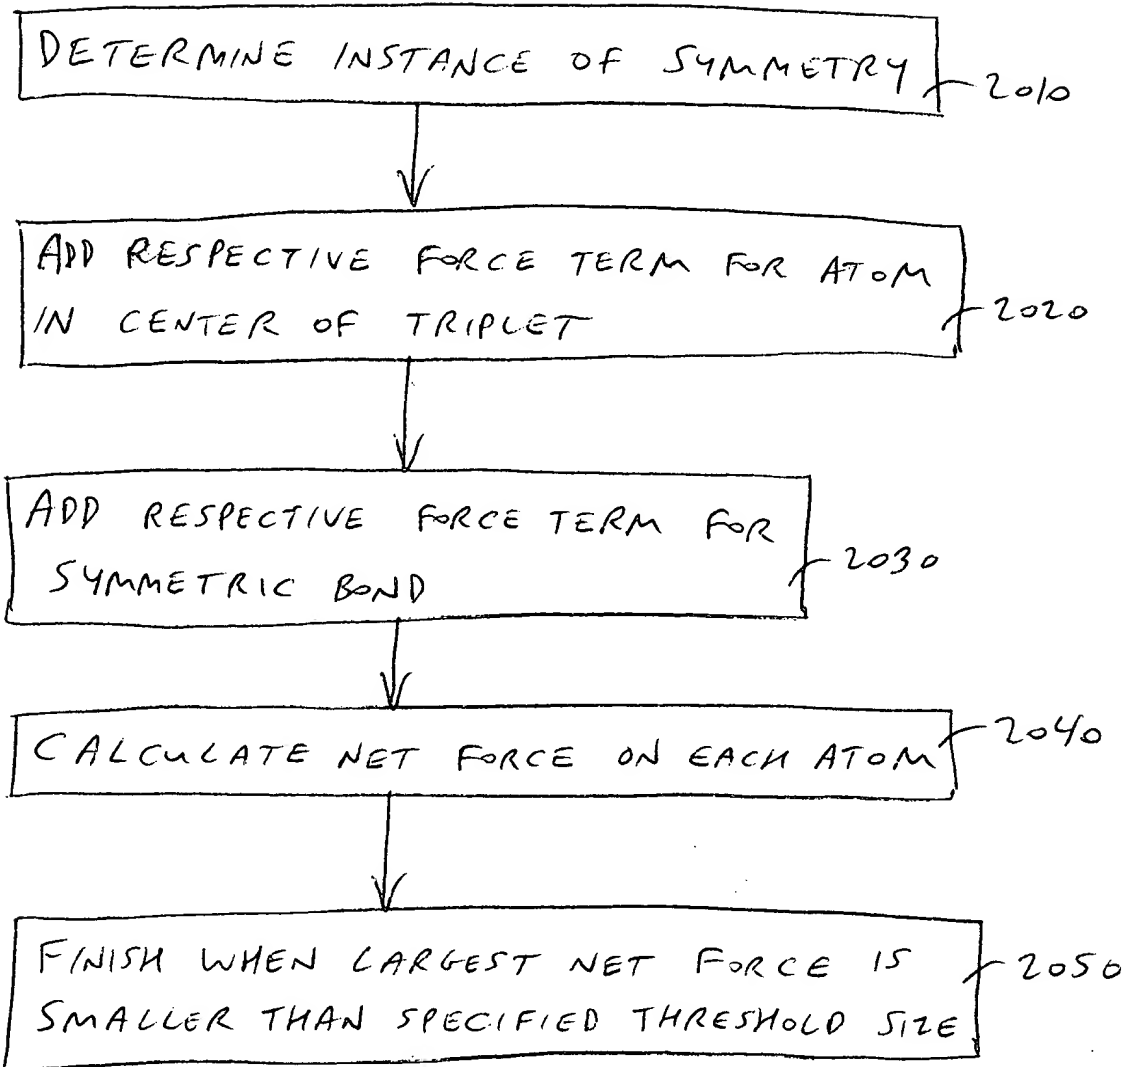 DETERMINE INSTANCE OF SYMMETRY
2010
ADD RESPECTIVE FORCE TERM FOR ATOM
IN CENTER OF TRIPLET
2020
ADD RESPECTIVE FORCE TERM FOR
SYMMETRIC BOND
2030
CALCULATE NET FORCE ON EACH ATOM
2040
FINISH WHEN LARGEST NET FORCE IS
SMALLER THAN SPECIFIED THRESHOLD SIZE
2050